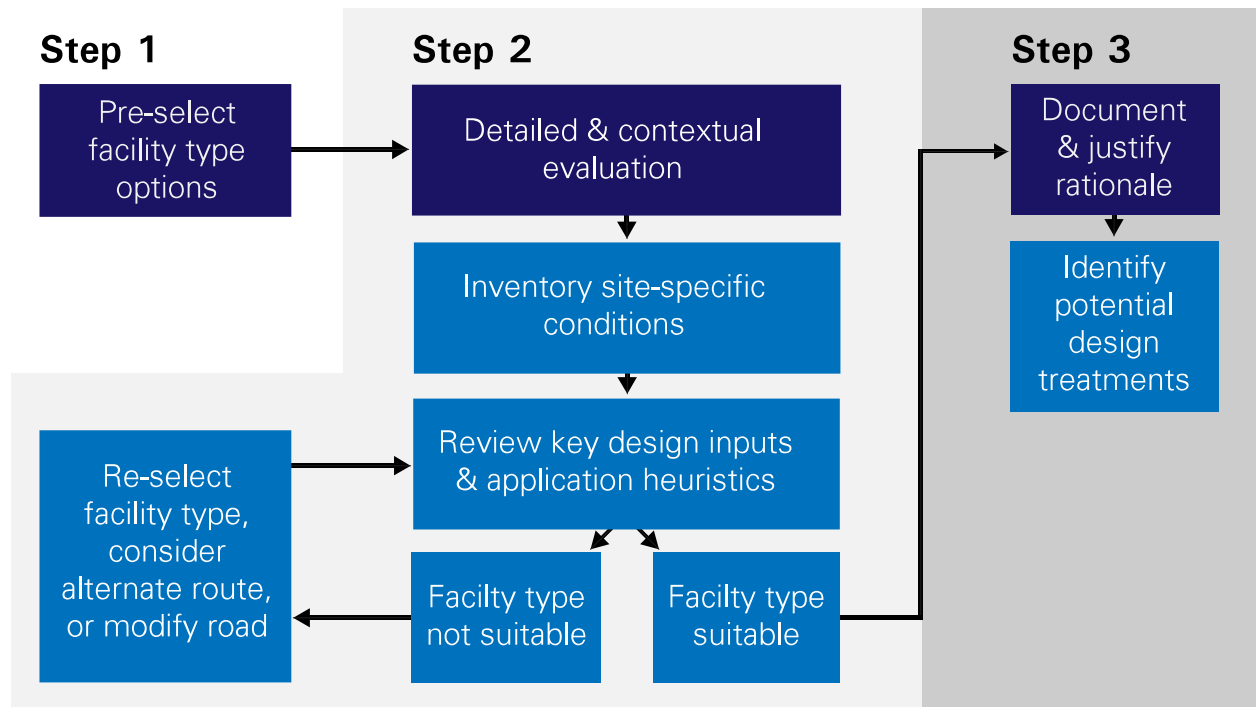 Step 1
Pre-select
facility type
options
Step 2
Detailed & contextual
evaluation
Inventory site-specific
conditions
Review key design inputs
& application heuristics
Facilty type
not suitable
Facilty type
suitable
Re-select
facility type,
consider
alternate route,
or modify road
Step 3
Document
& justify
rationale
Identify
potential
design
treatments